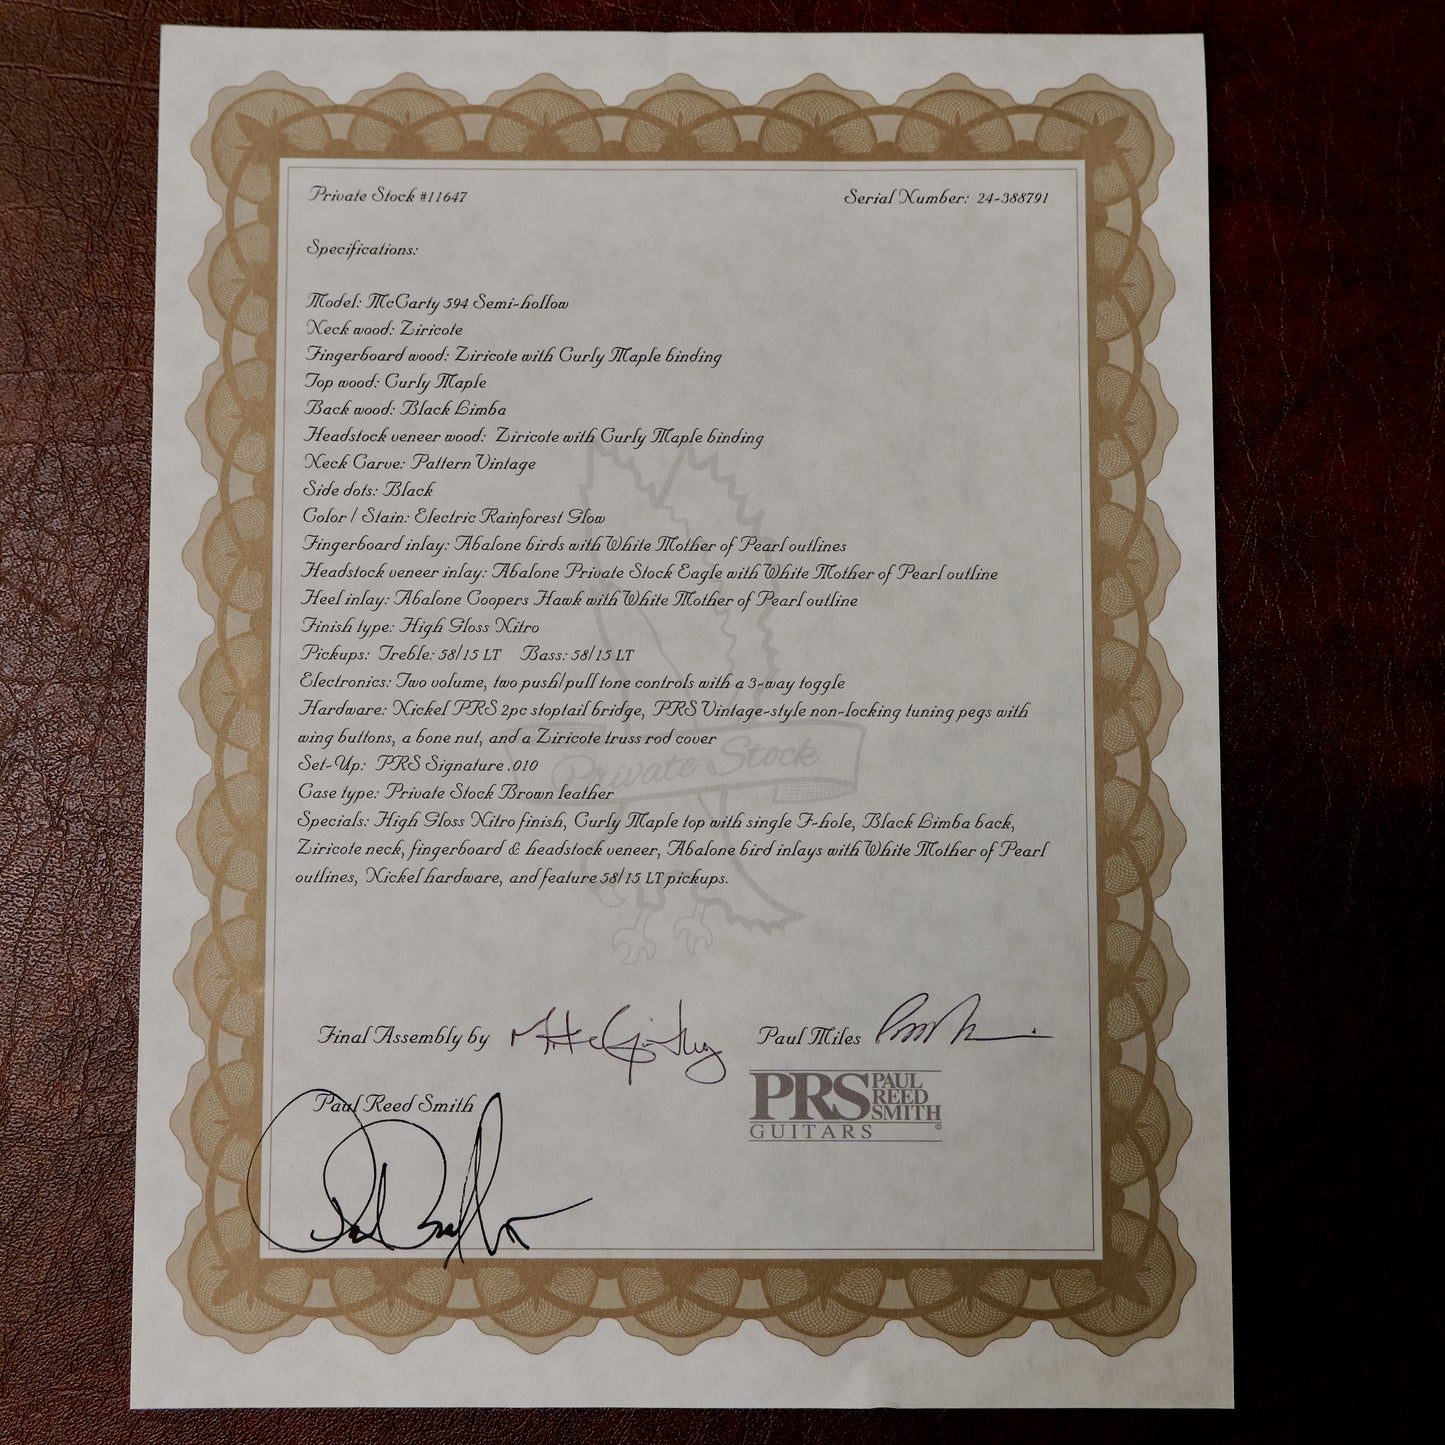 Private Stock #11647
Serial Number: 24-388791
Specifications:
Model: McCarty 594 Semi-hollow
Neck wood: Ziricote
Fingerboard wood: Ziricote with Curly Maple binding
Top wood: Curly Maple
Back wood: Black Limba
Headstock veneer wood: Ziricote with Curly Maple binding
Neck Carve: Pattern Vintage
Side dots: Black
Color / Stain: Electric Rainforest Glow
Fingerboard inlay: Abalone birds with White Mother of Pearl outlines
Headstock veneer inlay: Abalone Private Stock Eagle with White Mother of Pearl outline
Heel inlay: Abalone Coopers Hawk with White Mother of Pearl outline
Finish type: High Gloss Nitro
Pickups: Treble: 58/15 LT Bass: 58/15 LT
Electronics: Two volume, two push/pull tone controls with a 3-way toggle
Hardware: Nickel PRS 2pc stoptail bridge, PRS Vintage-style non-locking tuning pegs with
wing buttons, a bone nut, and a Ziricote truss rod cover
Private Stock
Set-Up: PRS Signature .010
Case type: Private Stock Brown leather
Specials: High Gloss Nitro finish, Curly Maple top with single F-hole, Black Limba back,
Ziricote neck, fingerboard & headstock veneer, Abalone bird inlays with White Mother of Pearl
outlines, Nickel hardware, and feature 58/15 LT pickups.
Final Assembly by
Paul Miles
Paul Reed Smith
PRS PAUL
REED
SMITH
GUITARS ©